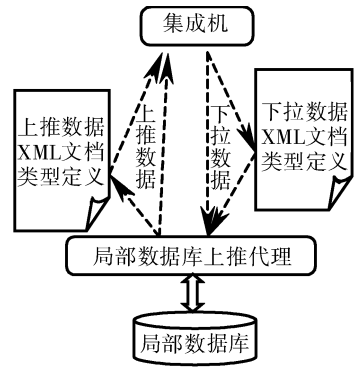 集成机
上推数据
XML文档
类型定义
上推数据
下拉数据
下拉数据
XML文档
类型定义
局部数据库上推代理
局部数据库